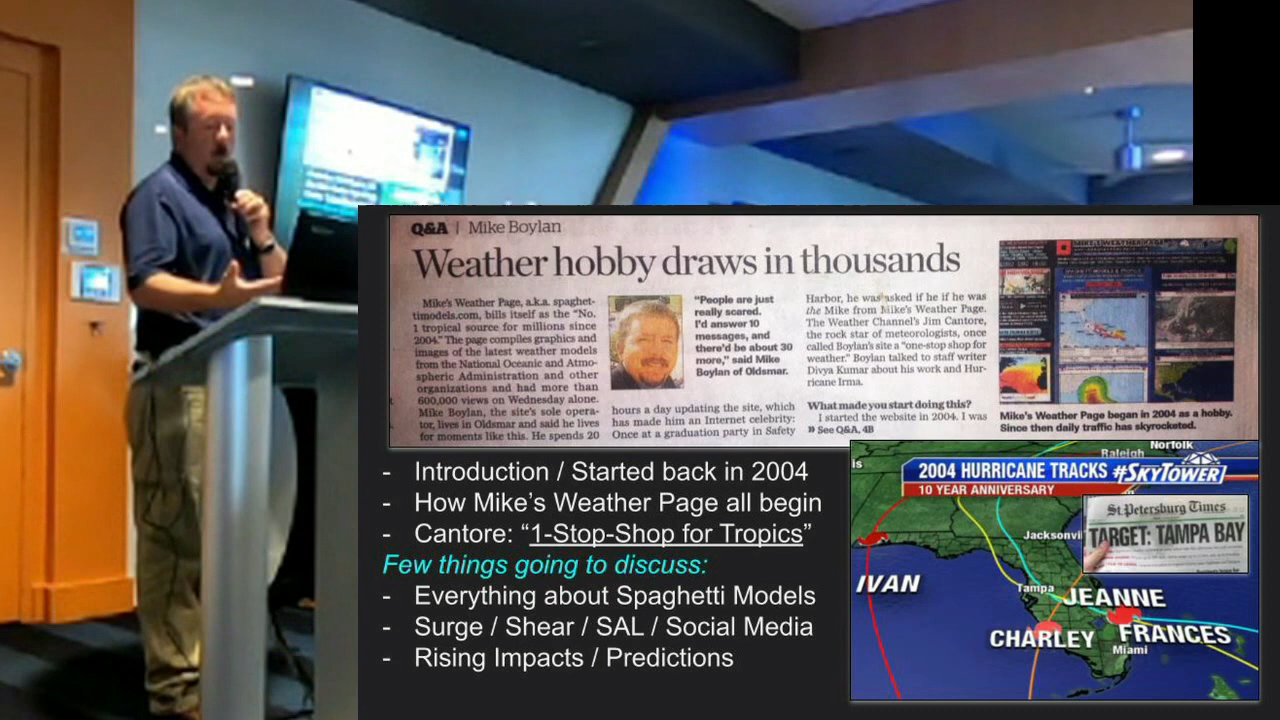 Q&A | Mike Boylan
Weather hobby draws in thousands
Mike's Weather Page, a.k.a. spaghet-
timodels.com, bills itself as the "No.
1 tropical source for millions since
2004." The page compiles graphics and
images of the latest weather models
from the National Oceanic and Atmo-
spheric Administration and other
organizations and had more than
600,000 views on Wednesday alone.
Mike Boylan, the site's sole opera-
tor, lives in Oldsmar and said he lives
for moments like this. He spends 20
"People are just
really scared.
I'd answer 10
messages, and
there'd be about 30
more," said Mike
Boylan of Oldsmar.
hours a day updating the site, which
has made him an Internet celebrity:
Once at a graduation party in Safety
Harbor, he was asked if he if he was
the Mike from Mike's Weather Page.
The Weather Channel's Jim Cantore,
the rock star of meteorologists, once
called Boylan's site a "one-stop shop for
weather." Boylan talked to staff writer
Divya Kumar about his work and Hur-
ricane Irma.
What made you start doing this?
I started the website in 2004. I was
» See Q&A, 4B
MIKE'S WEATHER PAGE
Mike's Weather Page began in 2004 as a hobby.
Since then daily traffic has skyrocketed.
- Introduction / Started back in 2004
- How Mike's Weather Page all begin
- Cantore: "1-Stop-Shop for Tropics"
Few things going to discuss:
- Everything about Spaghetti Models
- Surge / Shear / SAL / Social Media
- Rising Impacts / Predictions
Norfolk
Raleigh
is
2004 HURRICANE TRACKS #SKYTOWER
10 YEAR ANNIVERSARY
St. Petersburg Times
TARGET: TAMPA BAY
Jacksonvi
IVAN
Tampa
JEANNE
CHARLEY
FRANCES
Miami